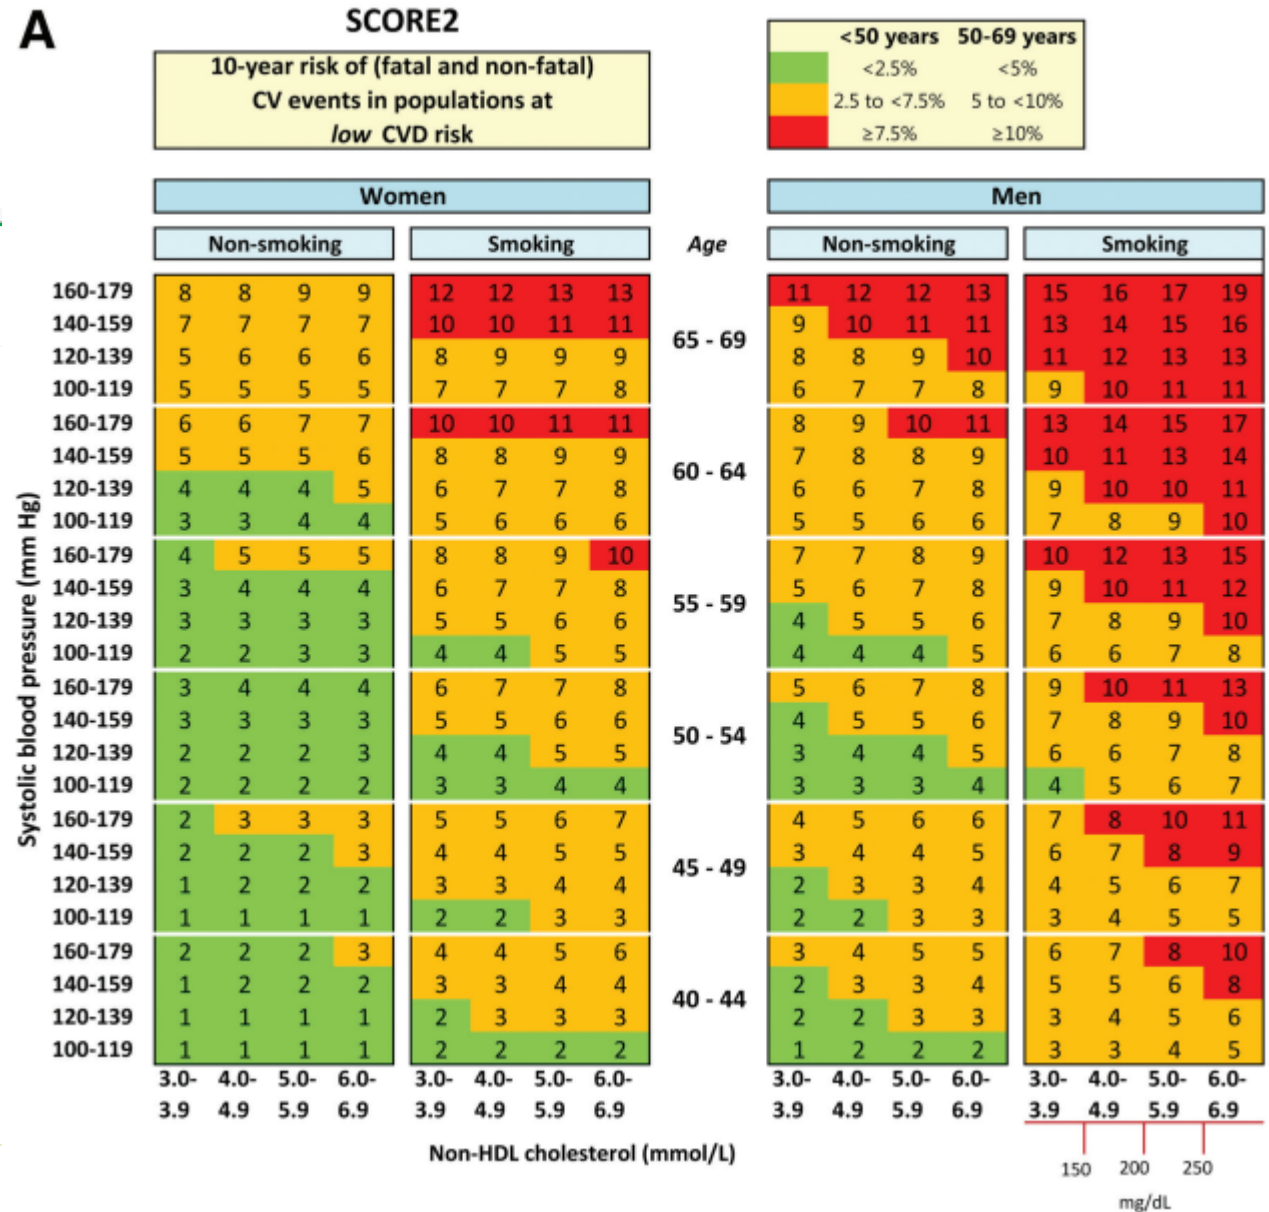 A
SCORE2
10-year risk of (fatal and non-fatal)
CV events in populations at
low CVD risk
<50 years 50-69 years
<2.5% <5%
2.5 to <7.5% 5 to <10%
≥7.5% ≥10%
Women Men
Non-smoking Smoking Age Non-smoking Smoking
Systolic blood pressure (mm Hg)
65 - 69
160-179 8 8 9 9 12 12 13 13 11 12 12 13 15 16 17 19
140-159 7 7 7 7 10 10 11 11 9 10 11 11 13 14 15 16
120-139 5 6 6 6 8 9 9 9 8 8 9 10 11 12 13 13
100-119 5 5 5 5 7 7 7 8 6 7 7 8 9 10 11 11
60 - 64
160-179 6 6 7 7 10 10 11 11 8 9 10 11 13 14 15 17
140-159 5 5 5 6 8 8 9 9 7 8 8 9 10 11 13 14
120-139 4 4 4 5 6 7 7 8 6 6 7 8 9 10 10 11
100-119 3 3 4 4 5 6 6 6 5 5 6 6 7 8 9 10
55 - 59
160-179 4 5 5 5 8 8 9 10 7 7 8 9 10 12 13 15
140-159 3 4 4 4 6 7 7 8 5 6 7 8 9 10 11 12
120-139 3 3 3 3 5 5 6 6 4 5 5 6 7 8 9 10
100-119 2 2 3 3 4 4 5 5 4 4 4 5 6 6 7 8
50 - 54
160-179 3 4 4 4 6 7 7 8 5 6 7 8 9 10 11 13
140-159 3 3 3 3 5 5 6 6 4 5 5 6 7 8 9 10
120-139 2 2 2 3 4 4 5 5 3 4 4 5 6 6 7 8
100-119 2 2 2 2 3 3 4 4 3 3 3 4 4 5 6 7
45 - 49
160-179 2 3 3 3 5 5 6 7 4 5 6 6 7 8 10 11
140-159 2 2 2 3 4 4 5 5 3 4 4 5 6 7 8 9
120-139 1 2 2 2 3 3 4 4 2 3 3 4 4 5 6 7
100-119 1 1 1 1 2 2 3 3 2 2 3 3 3 4 5 5
40 - 44
160-179 2 2 2 3 4 4 5 6 3 4 5 5 6 7 8 10
140-159 1 2 2 2 3 3 4 4 2 3 3 4 5 5 6 8
120-139 1 1 1 1 2 3 3 3 2 2 3 3 3 4 5 6
100-119 1 1 1 1 2 2 2 2 1 2 2 2 3 3 4 5
3.0- 4.0- 5.0- 6.0- 3.0- 4.0- 5.0- 6.0- 3.0- 4.0- 5.0- 6.0- 3.0- 4.0- 5.0- 6.0-
3.9 4.9 5.9 6.9 3.9 4.9 5.9 6.9 3.9 4.9 5.9 6.9 3.9 4.9 5.9 6.9
Non-HDL cholesterol (mmol/L)
150 200 250
mg/dL